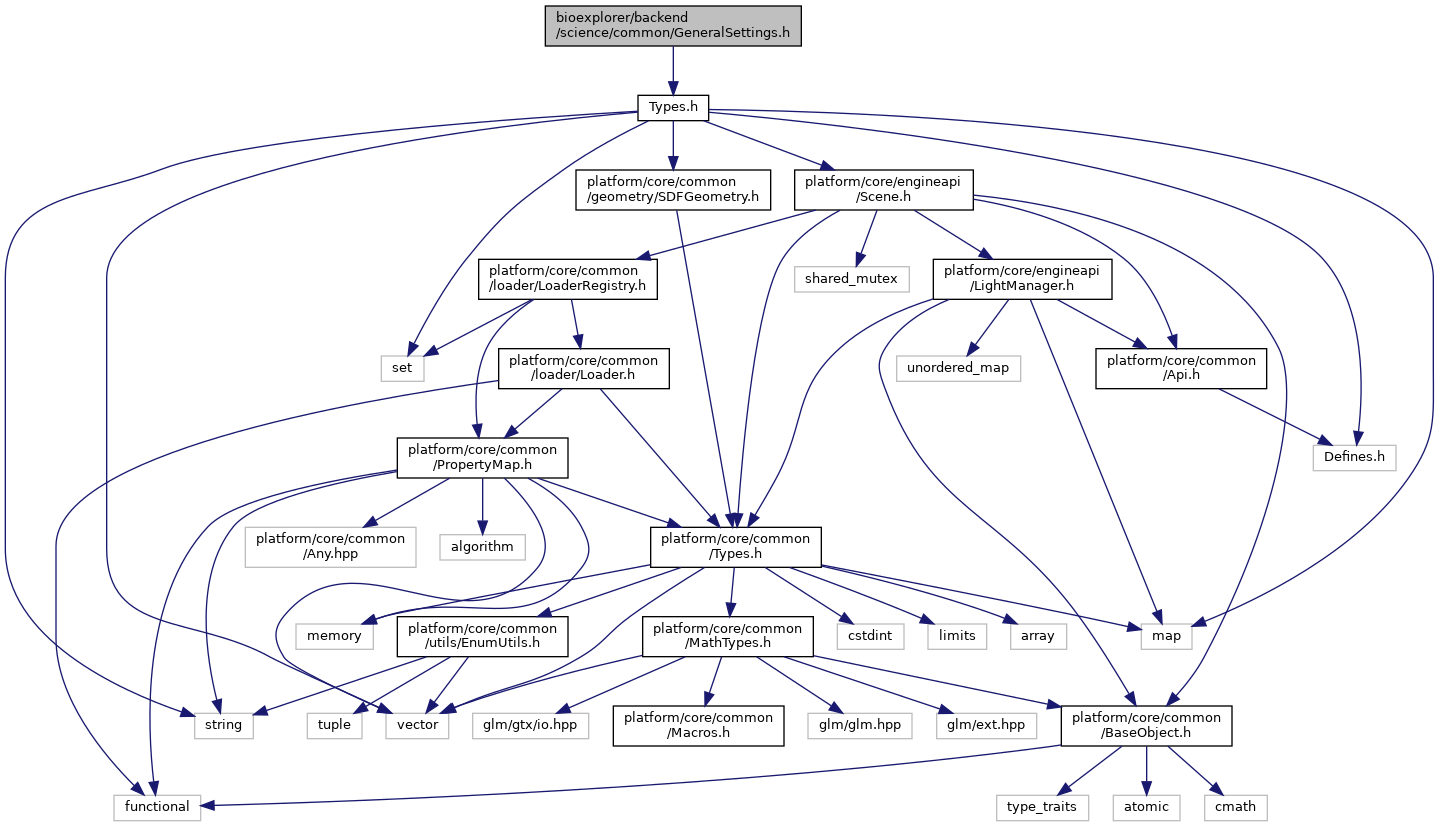 bioexplorer/backend
/science/common/GeneralSettings.h
Types.h
platform/core/common
/geometry/SDFGeometry.h
platform/core/engineapi
/Scene.h
platform/core/common
/loader/LoaderRegistry.h
shared_mutex
platform/core/engineapi
/LightManager.h
set
platform/core/common
/loader/Loader.h
unordered_map
platform/core/common
/Api.h
platform/core/common
/PropertyMap.h
Defines.h
platform/core/common
/Any.hpp
algorithm
platform/core/common
/Types.h
memory
platform/core/common
/utils/EnumUtils.h
platform/core/common
/MathTypes.h
cstdint
limits
array
map
string
tuple
vector
glm/gtx/io.hpp
platform/core/common
/Macros.h
glm/glm.hpp
glm/ext.hpp
platform/core/common
/BaseObject.h
functional
type_traits
atomic
cmath